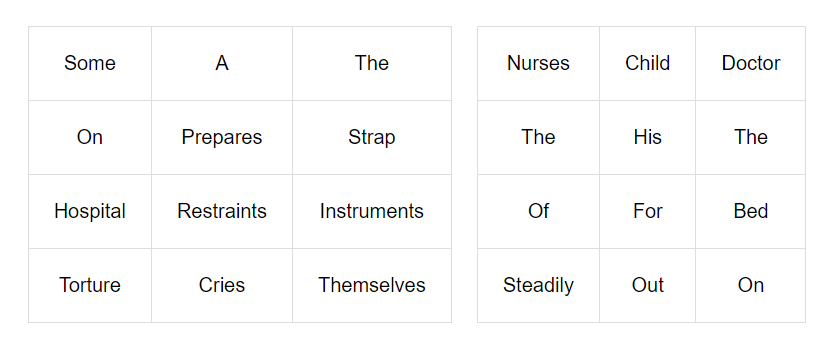 Some A The Nurses Child Doctor
On Prepares Strap The His The
Hospital Restraints Instruments Of For Bed
Torture Cries Themselves Steadily Out On